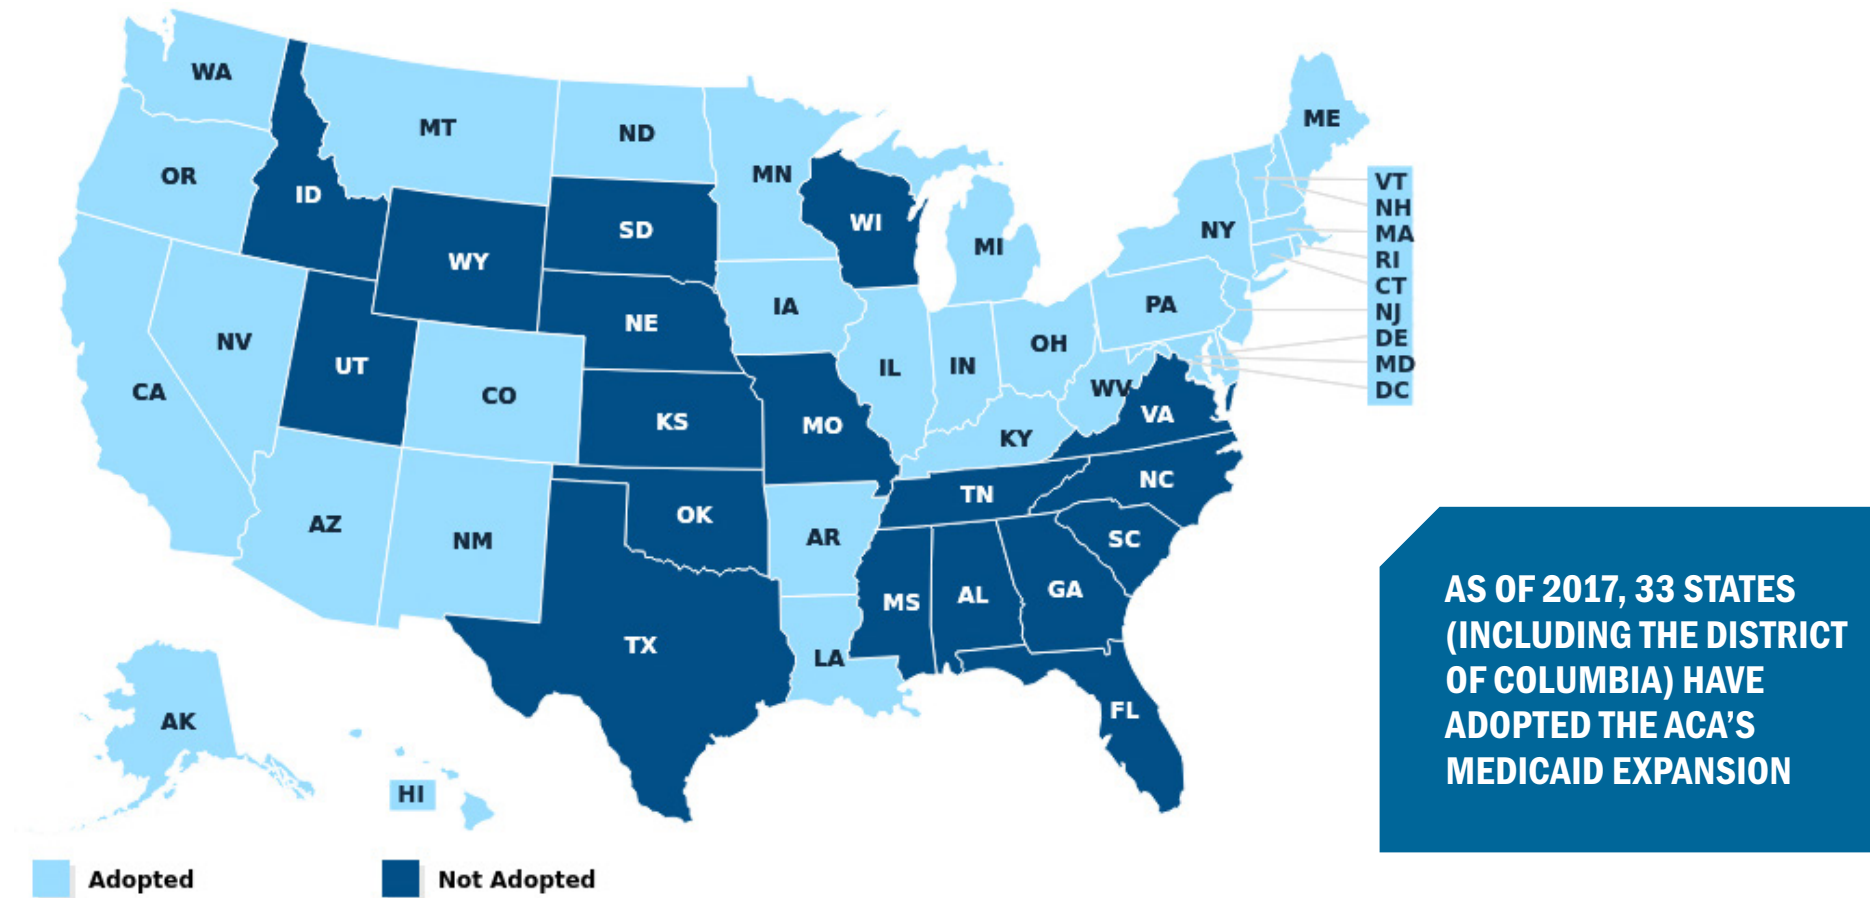 WA
MT
ND
MN
ME
OR
ID
SD
WI
VT
NH
NY
MA
WY
MI
RI
CT
IA
NE
PA
NJ
NV
OH
DE
UT
IL
IN
MD
CA
CO
WV
DC
KS
MO
VA
KY
NC
TN
AZ
NM
OK
AR
SC
MS
AL
GA
TX
LA
FL
AK
HI
AS OF 2017, 33 STATES
(INCLUDING THE DISTRICT
OF COLUMBIA) HAVE
ADOPTED THE ACA'S
MEDICAID EXPANSION
Adopted
Not Adopted